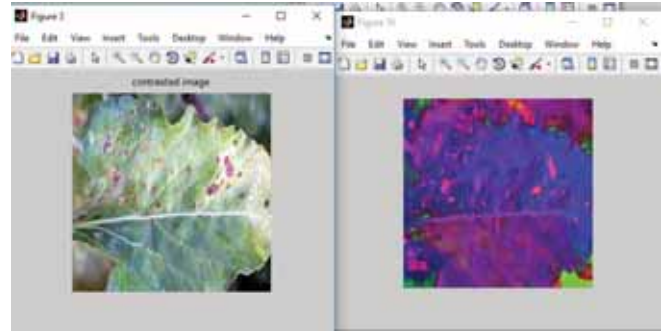 Figure 3
File Edit View Insert Tools Desktop Window Help
contrasted image
Figure
File Edit View Insert Tools Desktop Window Help